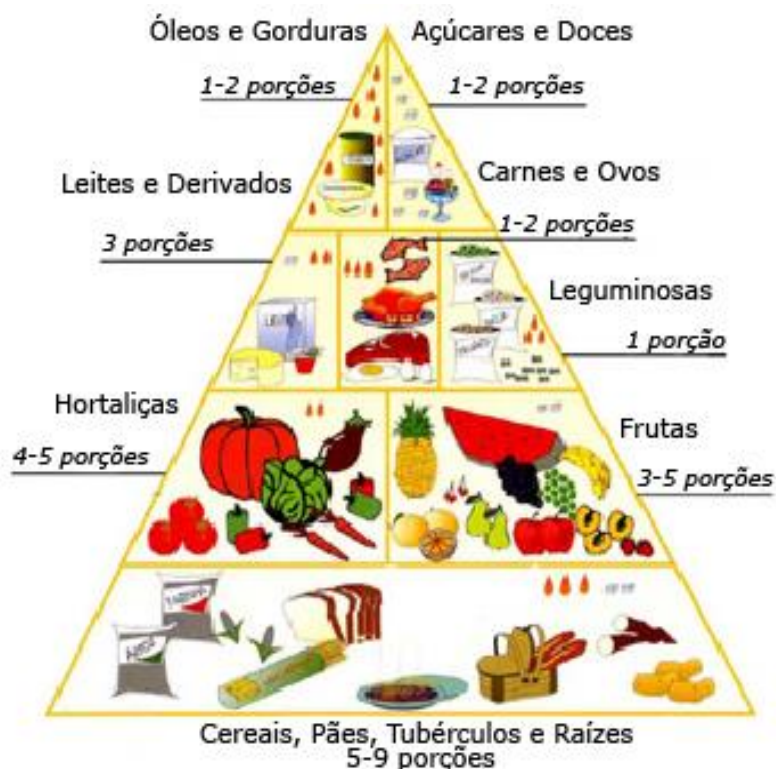 Óleos e Gorduras
Açúcares e Doces
1-2 porções
1-2 porções
Leites e Derivados
Carnes e Ovos
3 porções
1-2 porções
Leguminosas
1 porção
Hortaliças
Frutas
4-5 porções
3-5 porções
Cereais, Pães, Tubérculos e Raízes
5-9 porções